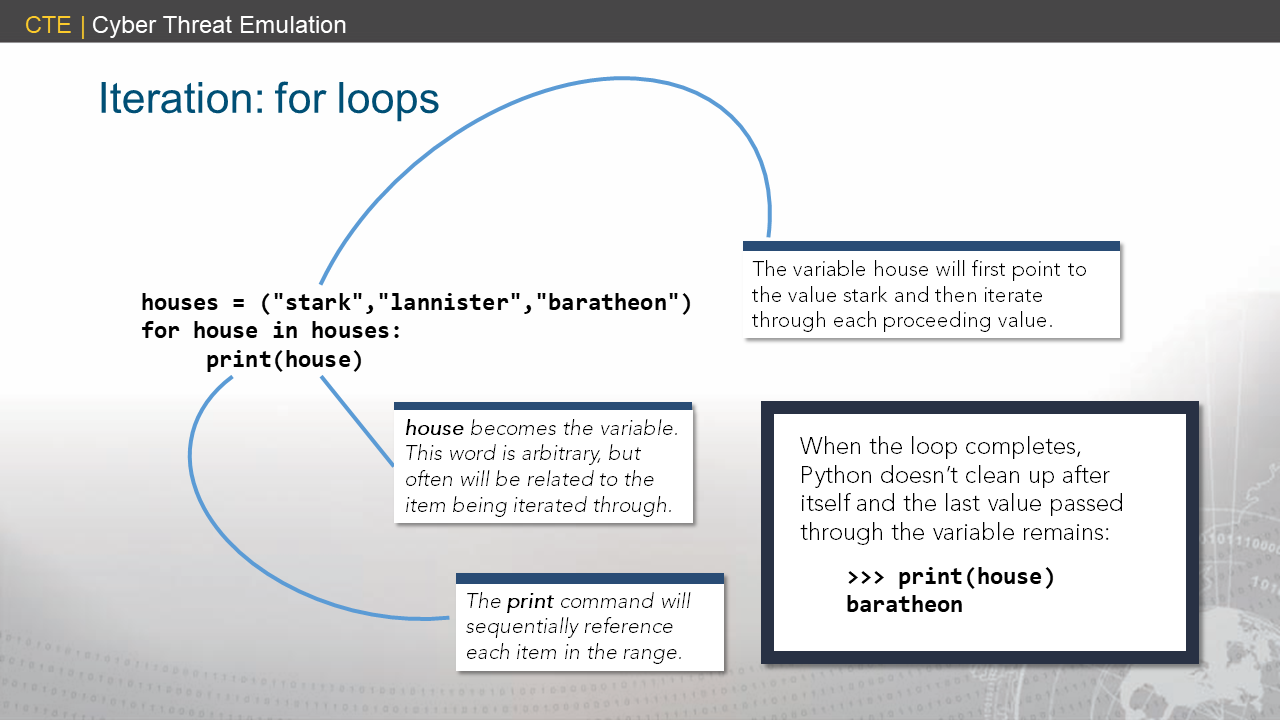 CTE | Cyber Threat Emulation
Iteration: for loops
houses = ("stark","lannister","baratheon")
for house in houses:
print(house)
The variable house will first point to
the value stark and then iterate
through each proceeding value.
house becomes the variable.
This word is arbitrary, but
often will be related to the
item being iterated through.
The print command will
sequentially reference
each item in the range.
When the loop completes,
Python doesn’t clean up after
itself and the last value passed
through the variable remains:
>>> print(house)
baratheon